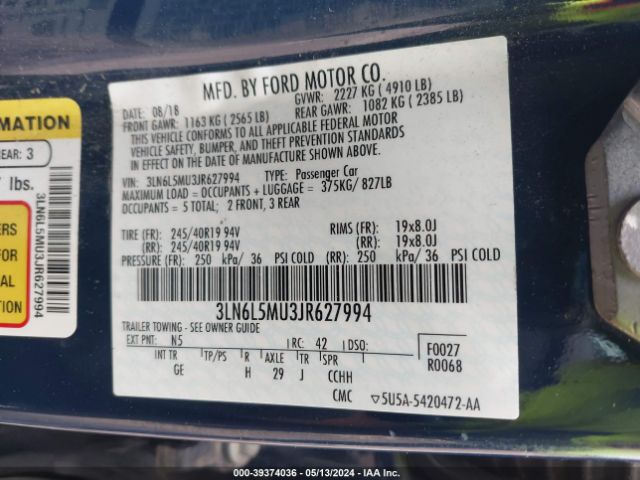 MFD. BY FORD MOTOR CO.
08/18
GVWR: 2227 KG ( 4910 LB)
FRONT GAWR: 1163 KG ( 2565 LB)
REAR GAWR: 1082 KG ( 2385 LB)
THIS VEHICLE CONFORMS TO ALL APPLICABLE FEDERAL MOTOR
VEHICLE SAFETY, BUMPER, AND THEFT PREVENTION STANDARDS
IN EFFECT ON THE DATE OF MANUFACTURE SHOWN ABOVE.
VIN: 3LN6L5MU3JR627994 TYPE: Passenger Car
MAXIMUM LOAD = OCCUPANTS + LUGGAGE = 375KG/ 827LB
OCCUPANTS = 5 TOTAL; 2 FRONT, 3 REAR
TIRE (FR): 245/40R19 94V RIMS (FR): 19x8.0J
(RR): 245/40R19 94V (RR): 19x8.0J
PRESSURE (FR): 250 kPa/ 36 PSI COLD (RR): 250 kPa/ 36 PSI COLD
3LN6L5MU3JR627994
TRAILER TOWING - SEE OWNER GUIDE
EXT PNT: N5 RC: 42 DSO:
INT TR TP/PS R AXLE TR SPR
GE H 29 J CCHH
F0027
R0068
CMC 5U5A-5420472-AA
RMATION
EAR: 3
lbs.
ERS
FOR
AL
3LN6L5MU3JR627994
000-39374036 - 05/13/2024 - IAA Inc.